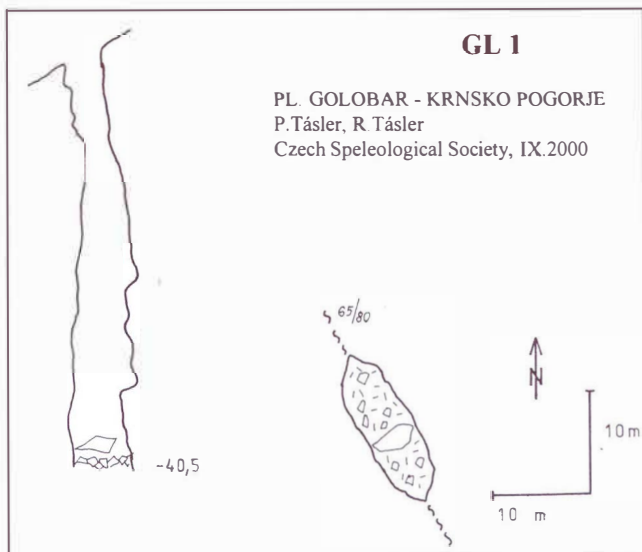 GL 1
PL. GOLOBAR - KRNSKO POGORJE
P.Tásler, R.Tásler
Czech Speleological Society, IX.2000
65/80
N
10 m
-40,5
10 m